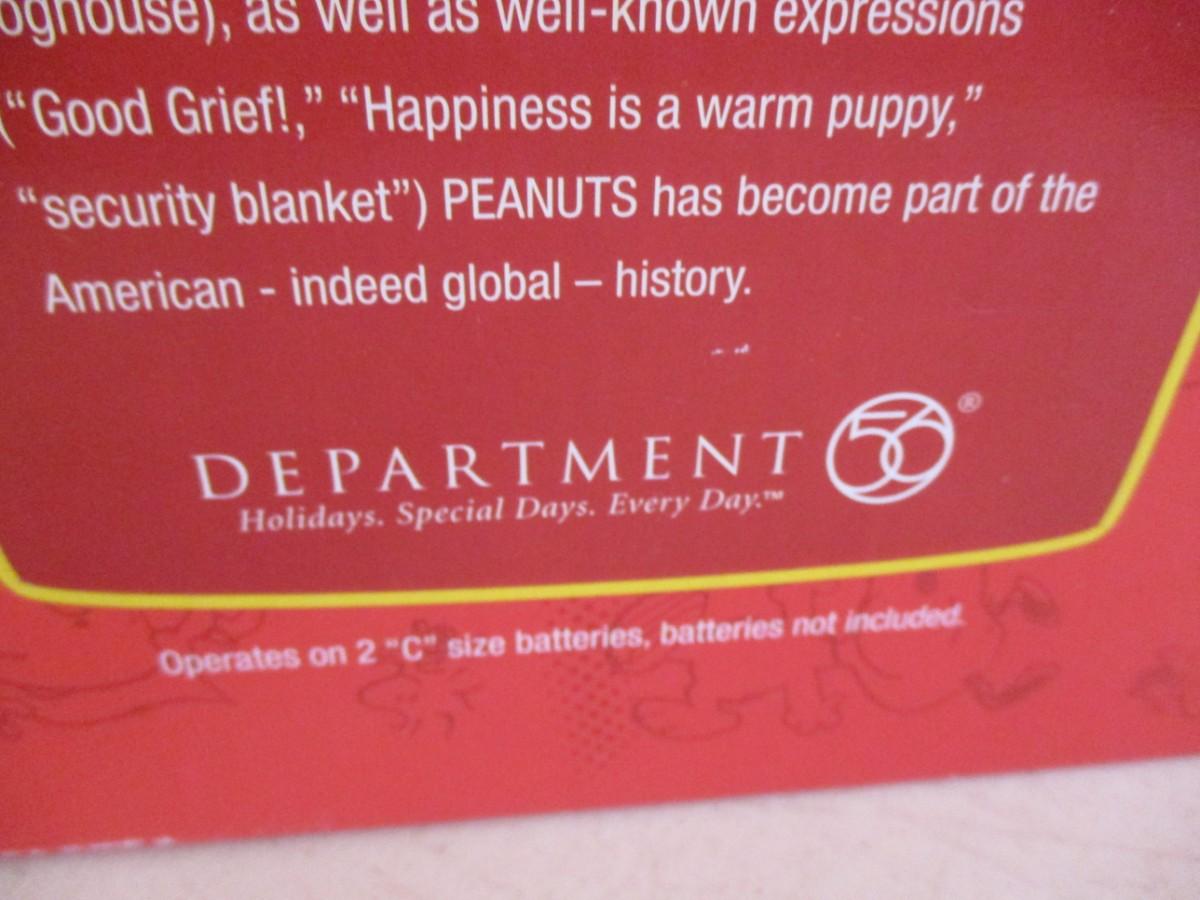 oghouse), as well as well-known expressions
(“Good Grief!,” “Happiness is a warm puppy,”
“security blanket”) PEANUTS has become part of the
American - indeed global – history.
DEPARTMENT 56®
Holidays. Special Days. Every Day.™
Operates on 2 “C” size batteries, batteries not included.